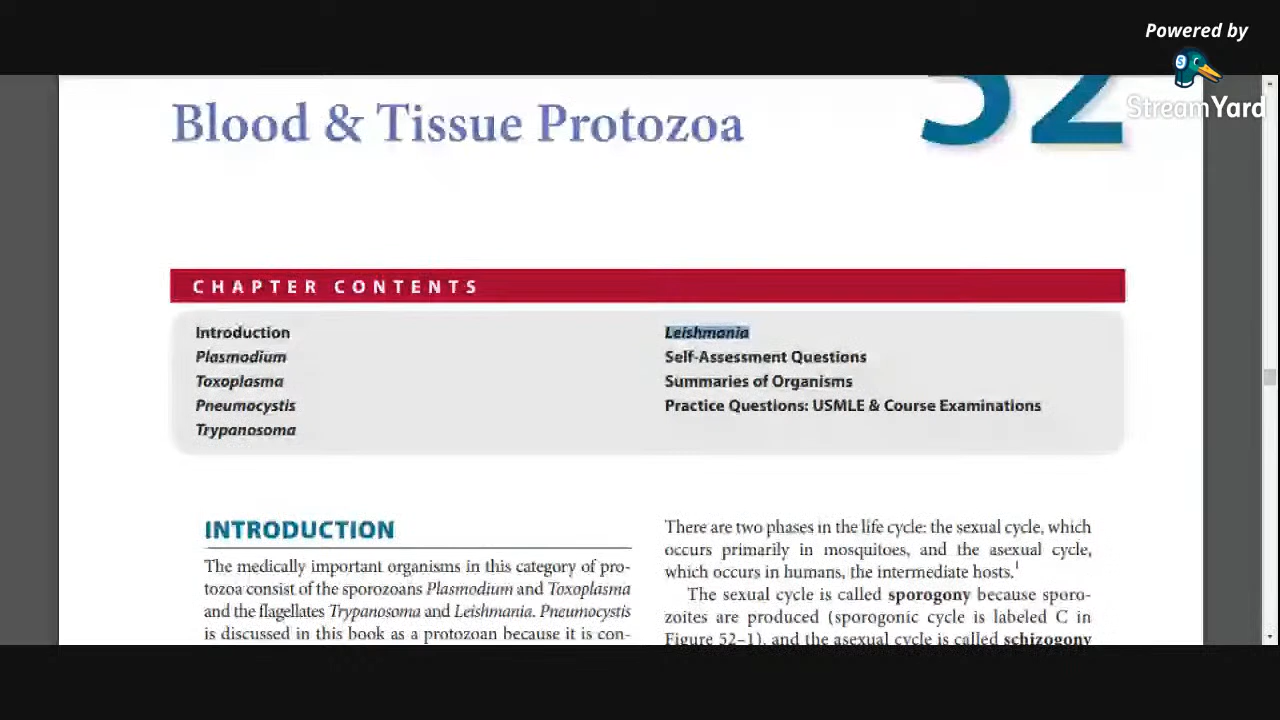 Powered by
StreamYard
52
Blood & Tissue Protozoa
CHAPTER CONTENTS
Introduction
Plasmodium
Toxoplasma
Pneumocystis
Trypanosoma
Leishmania
Self-Assessment Questions
Summaries of Organisms
Practice Questions: USMLE & Course Examinations
INTRODUCTION
The medically important organisms in this category of pro-
tozoa consist of the sporozoans Plasmodium and Toxoplasma
and the flagellates Trypanosoma and Leishmania. Pneumocystis
is discussed in this book as a protozoan because it is con-
There are two phases in the life cycle: the sexual cycle, which
occurs primarily in mosquitoes, and the asexual cycle,
which occurs in humans, the intermediate hosts.¹
The sexual cycle is called sporogony because sporo-
zoites are produced (sporogonic cycle is labeled C in
Figure 52–1), and the asexual cycle is called schizogony